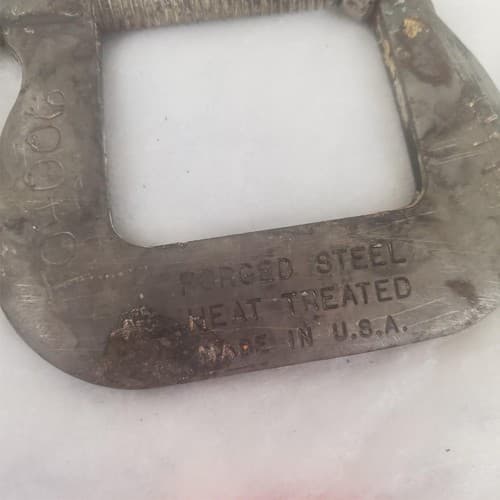 FORGED STEEL
HEAT TREATED
MADE IN U.S.A.